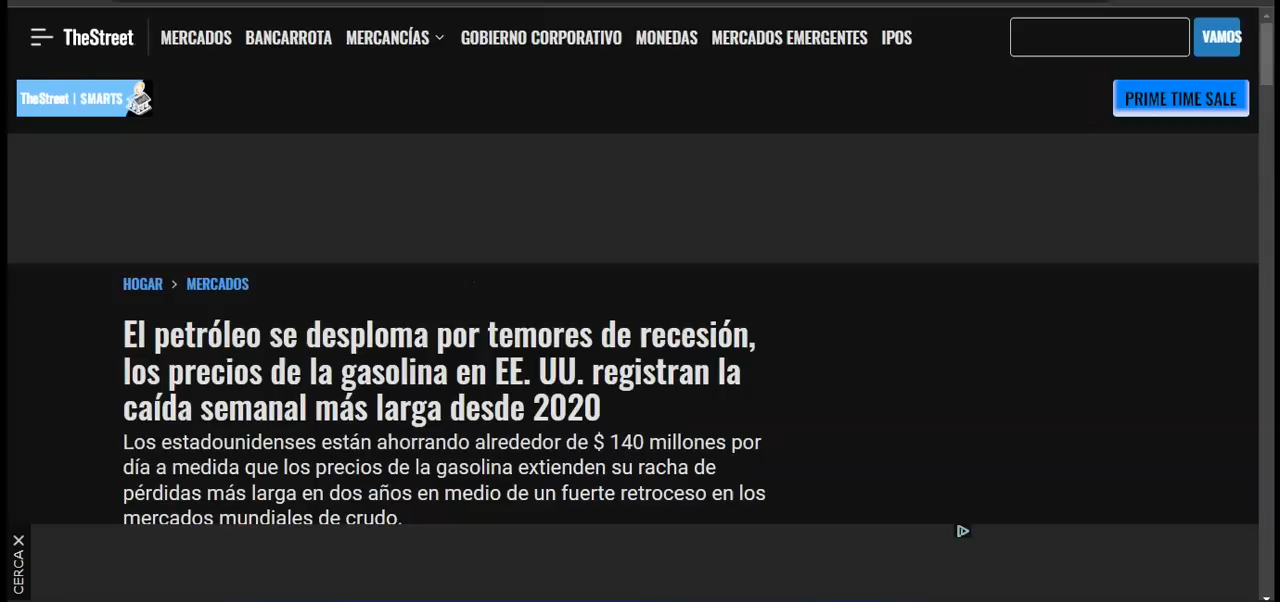 TheStreet MERCADOS BANCARROTA MERCANCÍAS GOBIERNO CORPORATIVO MONEDAS MERCADOS EMERGENTES IPOS VAMOS
TheStreet | SMARTS PRIME TIME SALE
HOGAR > MERCADOS
El petróleo se desploma por temores de recesión,
los precios de la gasolina en EE. UU. registran la
caída semanal más larga desde 2020
Los estadounidenses están ahorrando alrededor de $ 140 millones por
día a medida que los precios de la gasolina extienden su racha de
pérdidas más larga en dos años en medio de un fuerte retroceso en los
mercados mundiales de crudo.
CERCA X